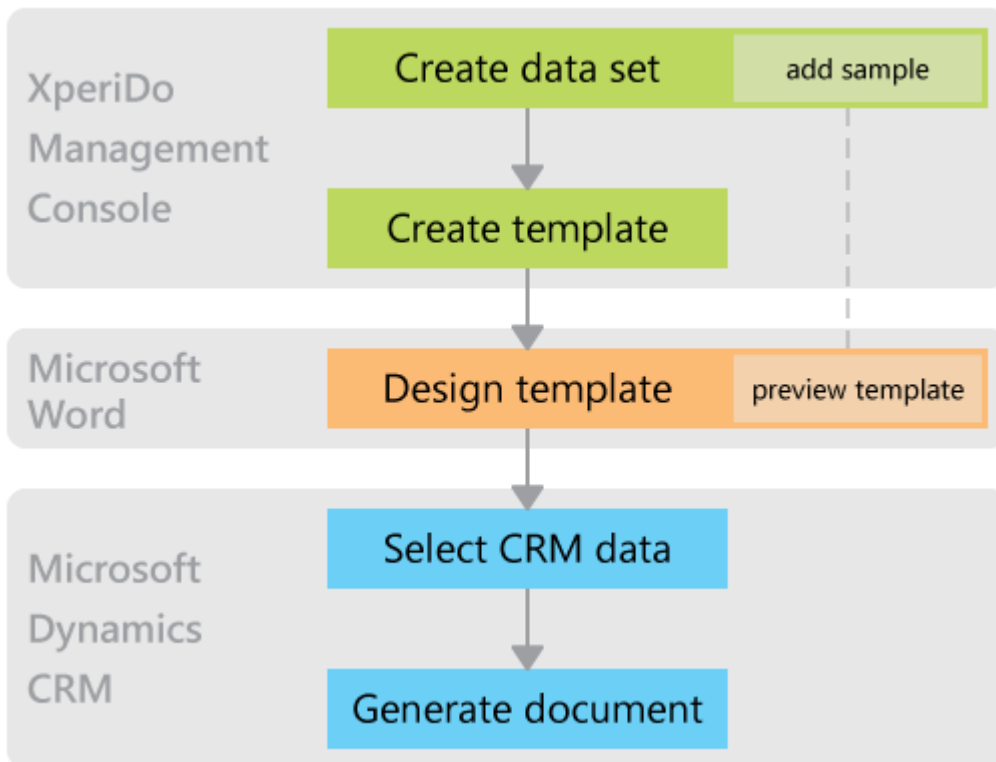 XperiDo
Management
Console
Create data set
add sample
Create template
Microsoft
Word
Design template
preview template
Microsoft
Dynamics
CRM
Select CRM data
Generate document